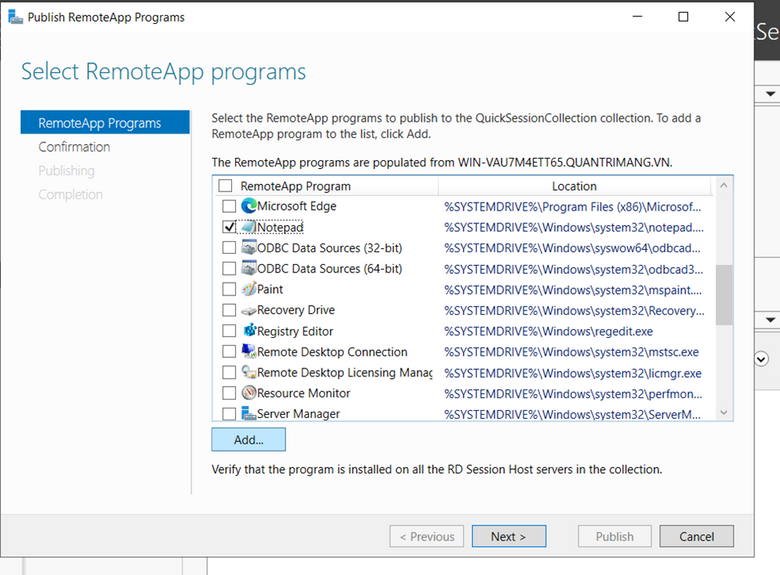 Publish RemoteApp Programs
Select RemoteApp programs
RemoteApp Programs
Confirmation
Publishing
Completion
Select the RemoteApp programs to publish to the QuickSessionCollection collection. To add a
RemoteApp program to the list, click Add.
The RemoteApp programs are populated from WIN-VAU7M4ETT65.QUANTRIMANG.VN.
RemoteApp Program Location
Microsoft Edge %SYSTEMDRIVE%\Program Files (x86)\Microsof...
Notepad %SYSTEMDRIVE%\Windows\system32\notepad....
ODBC Data Sources (32-bit) %SYSTEMDRIVE%\Windows\syswow64\odbcad...
ODBC Data Sources (64-bit) %SYSTEMDRIVE%\Windows\system32\odbcad3...
Paint %SYSTEMDRIVE%\Windows\system32\mspaint....
Recovery Drive %SYSTEMDRIVE%\Windows\system32\Recovery...
Registry Editor %SYSTEMDRIVE%\Windows\regedit.exe
Remote Desktop Connection %SYSTEMDRIVE%\Windows\system32\mstsc.exe
Remote Desktop Licensing Manag %SYSTEMDRIVE%\Windows\system32\licmgr.exe
Resource Monitor %SYSTEMDRIVE%\Windows\system32\perfmon...
Server Manager %SYSTEMDRIVE%\Windows\system32\ServerM...
Add...
Verify that the program is installed on all the RD Session Host servers in the collection.
< Previous Next > Publish Cancel